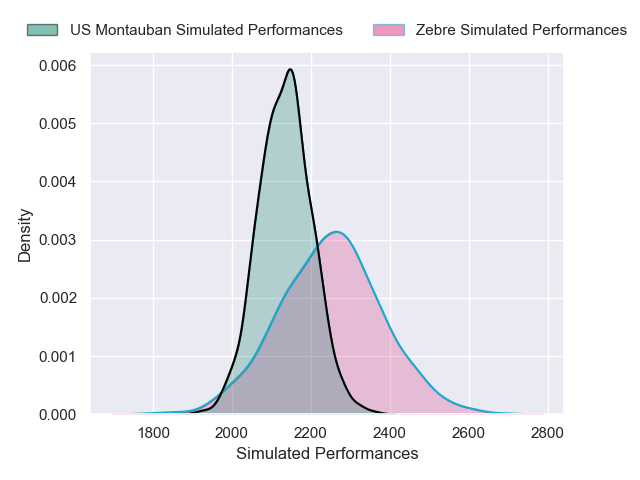 US Montauban Simulated Performances Zebre Simulated Performances
0.006
0.005
0.004
0.003
0.002
0.001
0.000
Density
1800 2000 2200 2400 2600 2800
Simulated Performances